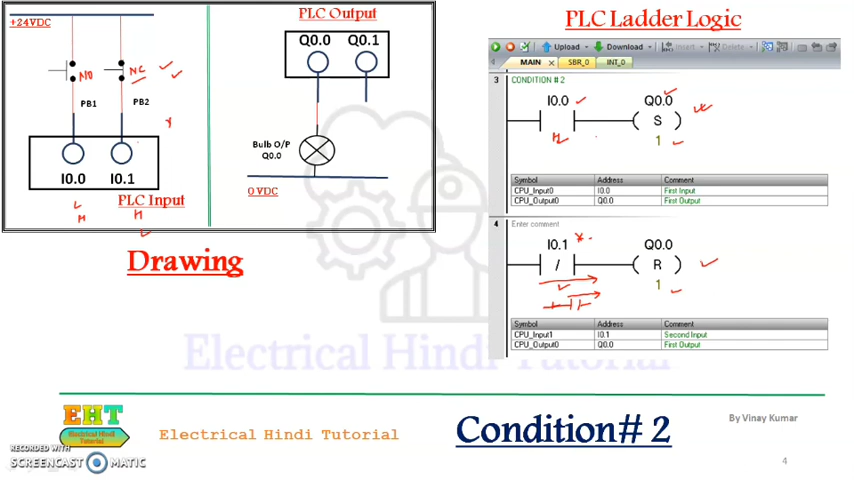 PLC Output
PLC Ladder Logic
+24VDC
Q0.0 Q0.1
Upload Download Insert Delete
MAIN SBR_0 INT_0
NO
NC
3 CONDITION # 2
PB1
PB2
I0.0 Q0.0
S
1
Bulb O/P
Q0.0
I0.0 I0.1
0 VDC
PLC Input
L
H
M
Symbol Address Comment
CPU_Input0 I0.0 First Input
CPU_Output0 Q0.0 First Output
4 Enter comment
I0.1 Q0.0
/ R
1
Drawing
Symbol Address Comment
CPU_Input1 I0.1 Second Input
CPU_Output0 Q0.0 First Output
Electrical Hindi Tutorial
EHT
Electrical Hindi Tutorial
Electrical Hindi Tutorial
Condition# 2
By Vinay Kumar
RECORDED WITH
SCREENCAST MATIC
4